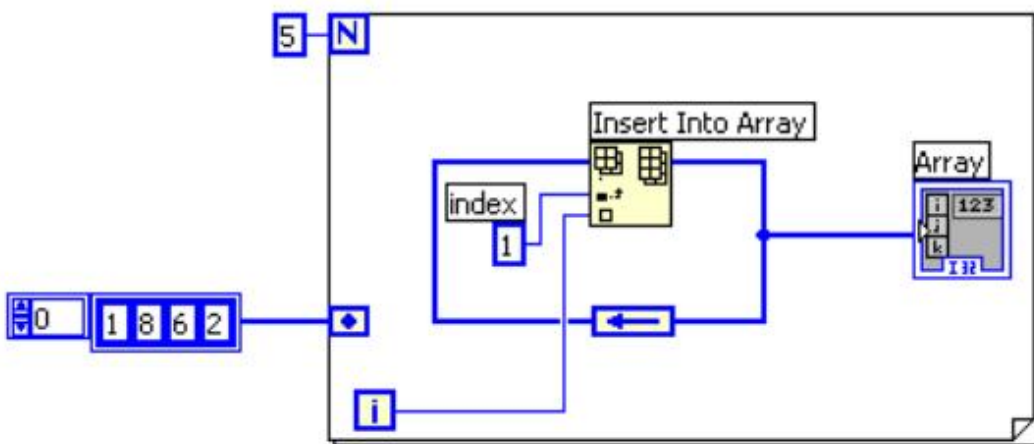 5 N
Insert Into Array
Array
index
i 123
j
1
k
I32
0 1 8 6 2
i